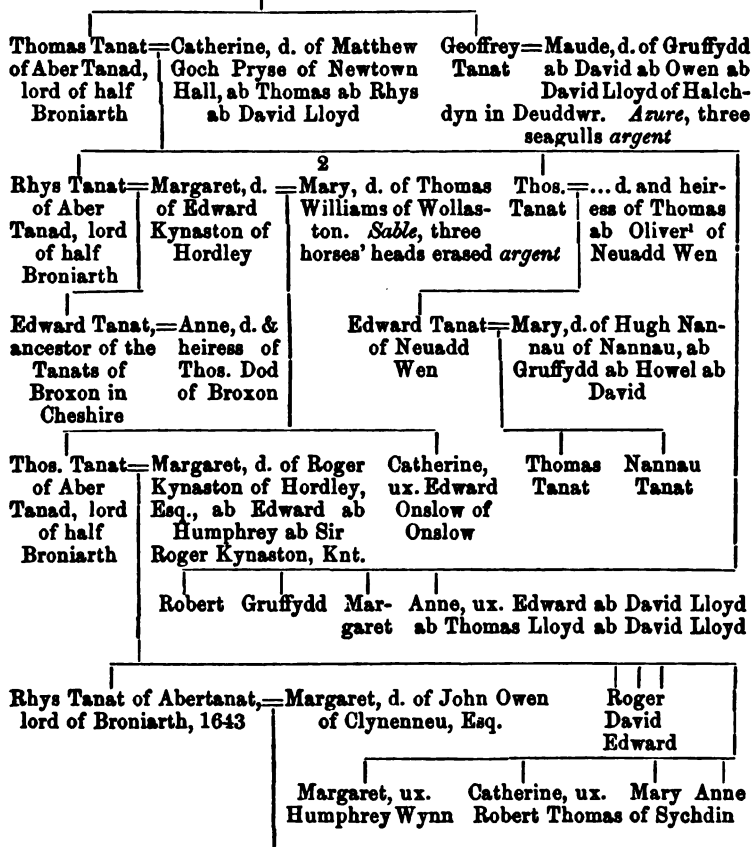 Thomas Tanat=Catherine, d. of Matthew Geoffrey=Maude, d. of Gruffydd
of Aber Tanad, Goch Pryse of Newtown Tanat ab David ab Owen ab
lord of half Hall, ab Thomas ab Rhys David Lloyd of Halch-
Broniarth ab David Lloyd dyn in Deuddwr. Azure, three
seagulls argent
2
Rhys Tanat=Margaret, d. =Mary, d. of Thomas Thos.=...d. and heir-
of Aber of Edward Williams of Wollas- Tanat ess of Thomas
Tanad, lord Kynaston of ton. Sable, three ab Oliver¹ of
of half Hordley horses' heads erased argent Neuadd Wen
Broniarth
Edward Tanat,=Anne, d. & Edward Tanat=Mary, d. of Hugh Nan-
ancestor of the heiress of of Neuadd nau of Nannau, ab
Tanats of Thos. Dod Wen Gruffydd ab Howel ab
Broxon in of Broxon David
Cheshire
Thos. Tanat=Margaret, d. of Roger Catherine, Thomas Nannau
of Aber Kynaston of Hordley, ux. Edward Tanat Tanat
Tanad, lord Esq., ab Edward ab Onslow of
of half Humphrey ab Sir Onslow
Broniarth Roger Kynaston, Knt.
Robert Gruffydd Mar- Anne, ux. Edward ab David Lloyd
garet ab Thomas Lloyd ab David Lloyd
Rhys Tanat of Abertanat,=Margaret, d. of John Owen Roger
lord of Broniarth, 1643 of Clynenneu, Esq. David
Edward
Margaret, ux. Catherine, ux. Mary Anne
Humphrey Wynn Robert Thomas of Sychdin